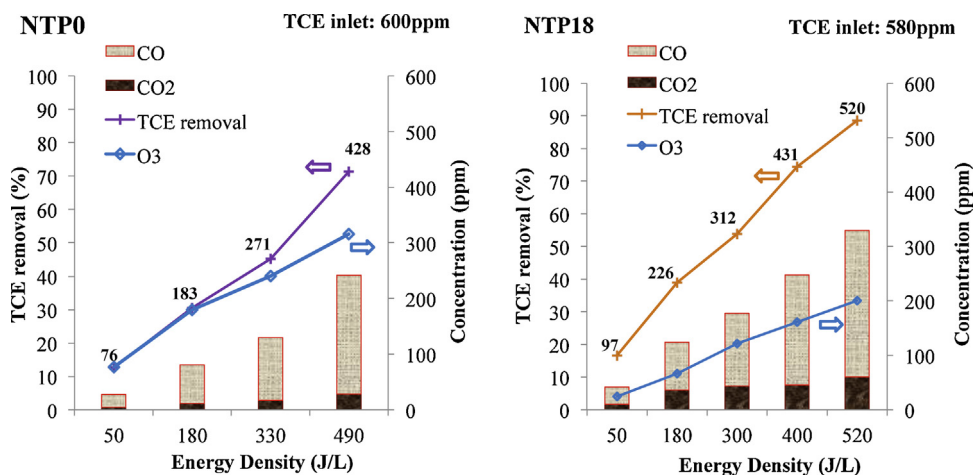 NTP0
TCE inlet: 600ppm
CO
CO2
TCE removal
O3
TCE removal (%)
100
90
80
70
60
50
40
30
20
10
0
76
183
271
428
600
500
400
300
200
100
0
Concentration (ppm)
50 180 330 490
Energy Density (J/L)
NTP18
TCE inlet: 580ppm
CO
CO2
TCE removal
O3
TCE removal (%)
100
90
80
70
60
50
40
30
20
10
0
97
226
312
431
520
600
500
400
300
200
100
0
Concentration (ppm)
50 180 300 400 520
Energy Density (J/L)